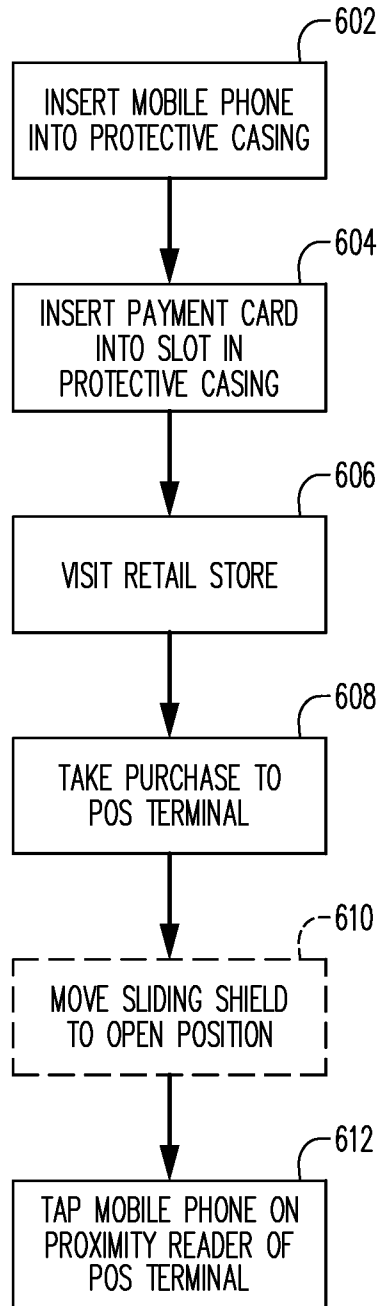 602
INSERT MOBILE PHONE
INTO PROTECTIVE CASING
604
INSERT PAYMENT CARD
INTO SLOT IN
PROTECTIVE CASING
606
VISIT RETAIL STORE
608
TAKE PURCHASE TO
POS TERMINAL
610
MOVE SLIDING SHIELD
TO OPEN POSITION
612
TAP MOBILE PHONE ON
PROXIMITY READER OF
POS TERMINAL